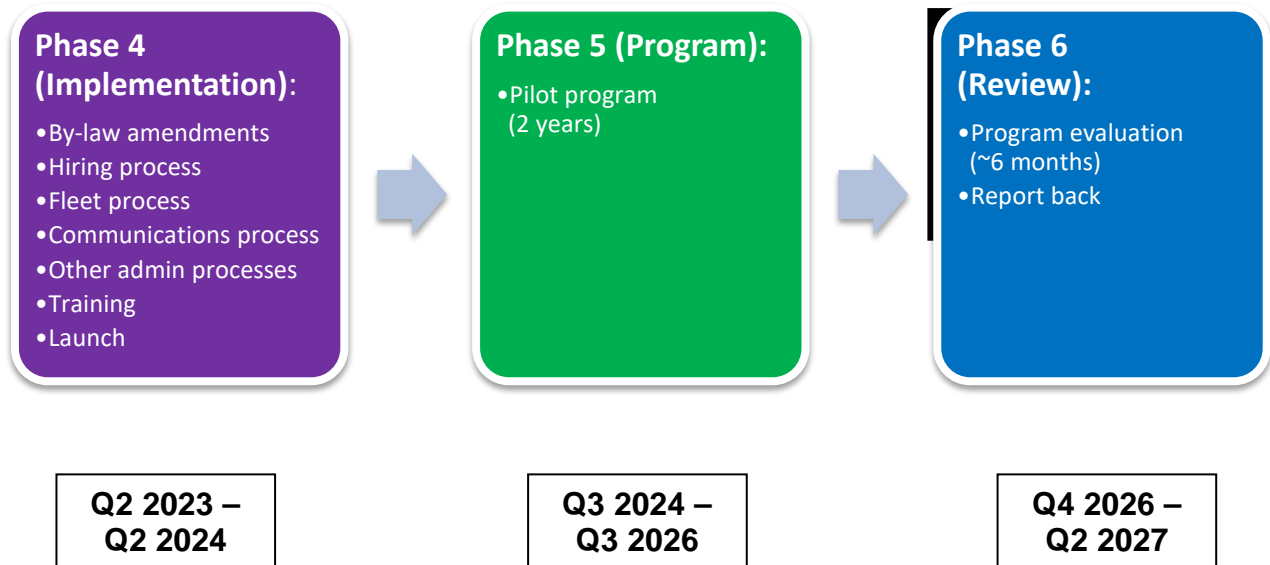 Phase 4
(Implementation):
•By-law amendments
•Hiring process
•Fleet process
•Communications process
•Other admin processes
•Training
•Launch
Phase 5 (Program):
•Pilot program
(2 years)
Phase 6
(Review):
•Program evaluation
(~6 months)
•Report back
Q2 2023 –
Q2 2024
Q3 2024 –
Q3 2026
Q4 2026 –
Q2 2027